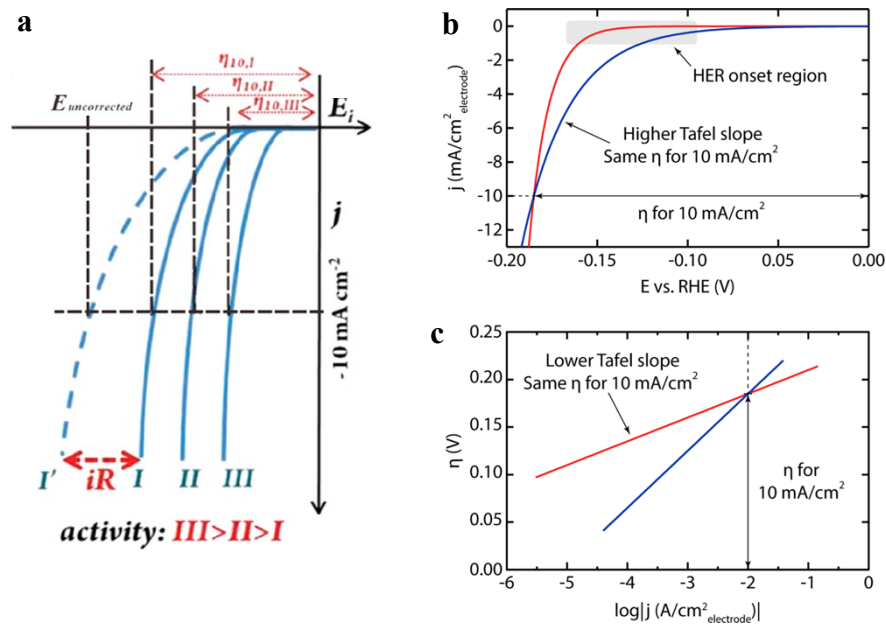 a
η10,I
η10,II
η10,III
E uncorrected
Ei
j
-10 mA cm-2
I'
iR
I
II
III
activity: III>II>I
b
0
-2
-4
-6
-8
-10
-12
j (mA/cm²electrode)
HER onset region
Higher Tafel slope
Same η for 10 mA/cm²
η for 10 mA/cm²
-0.20
-0.15
-0.10
0.05
0.00
E vs. RHE (V)
c
0.25
0.20
0.15
0.10
0.05
0.00
η (V)
Lower Tafel slope
Same η for 10 mA/cm²
η for
10 mA/cm²
-6
-5
-4
-3
-2
-1
0
log|j (A/cm²electrode)|